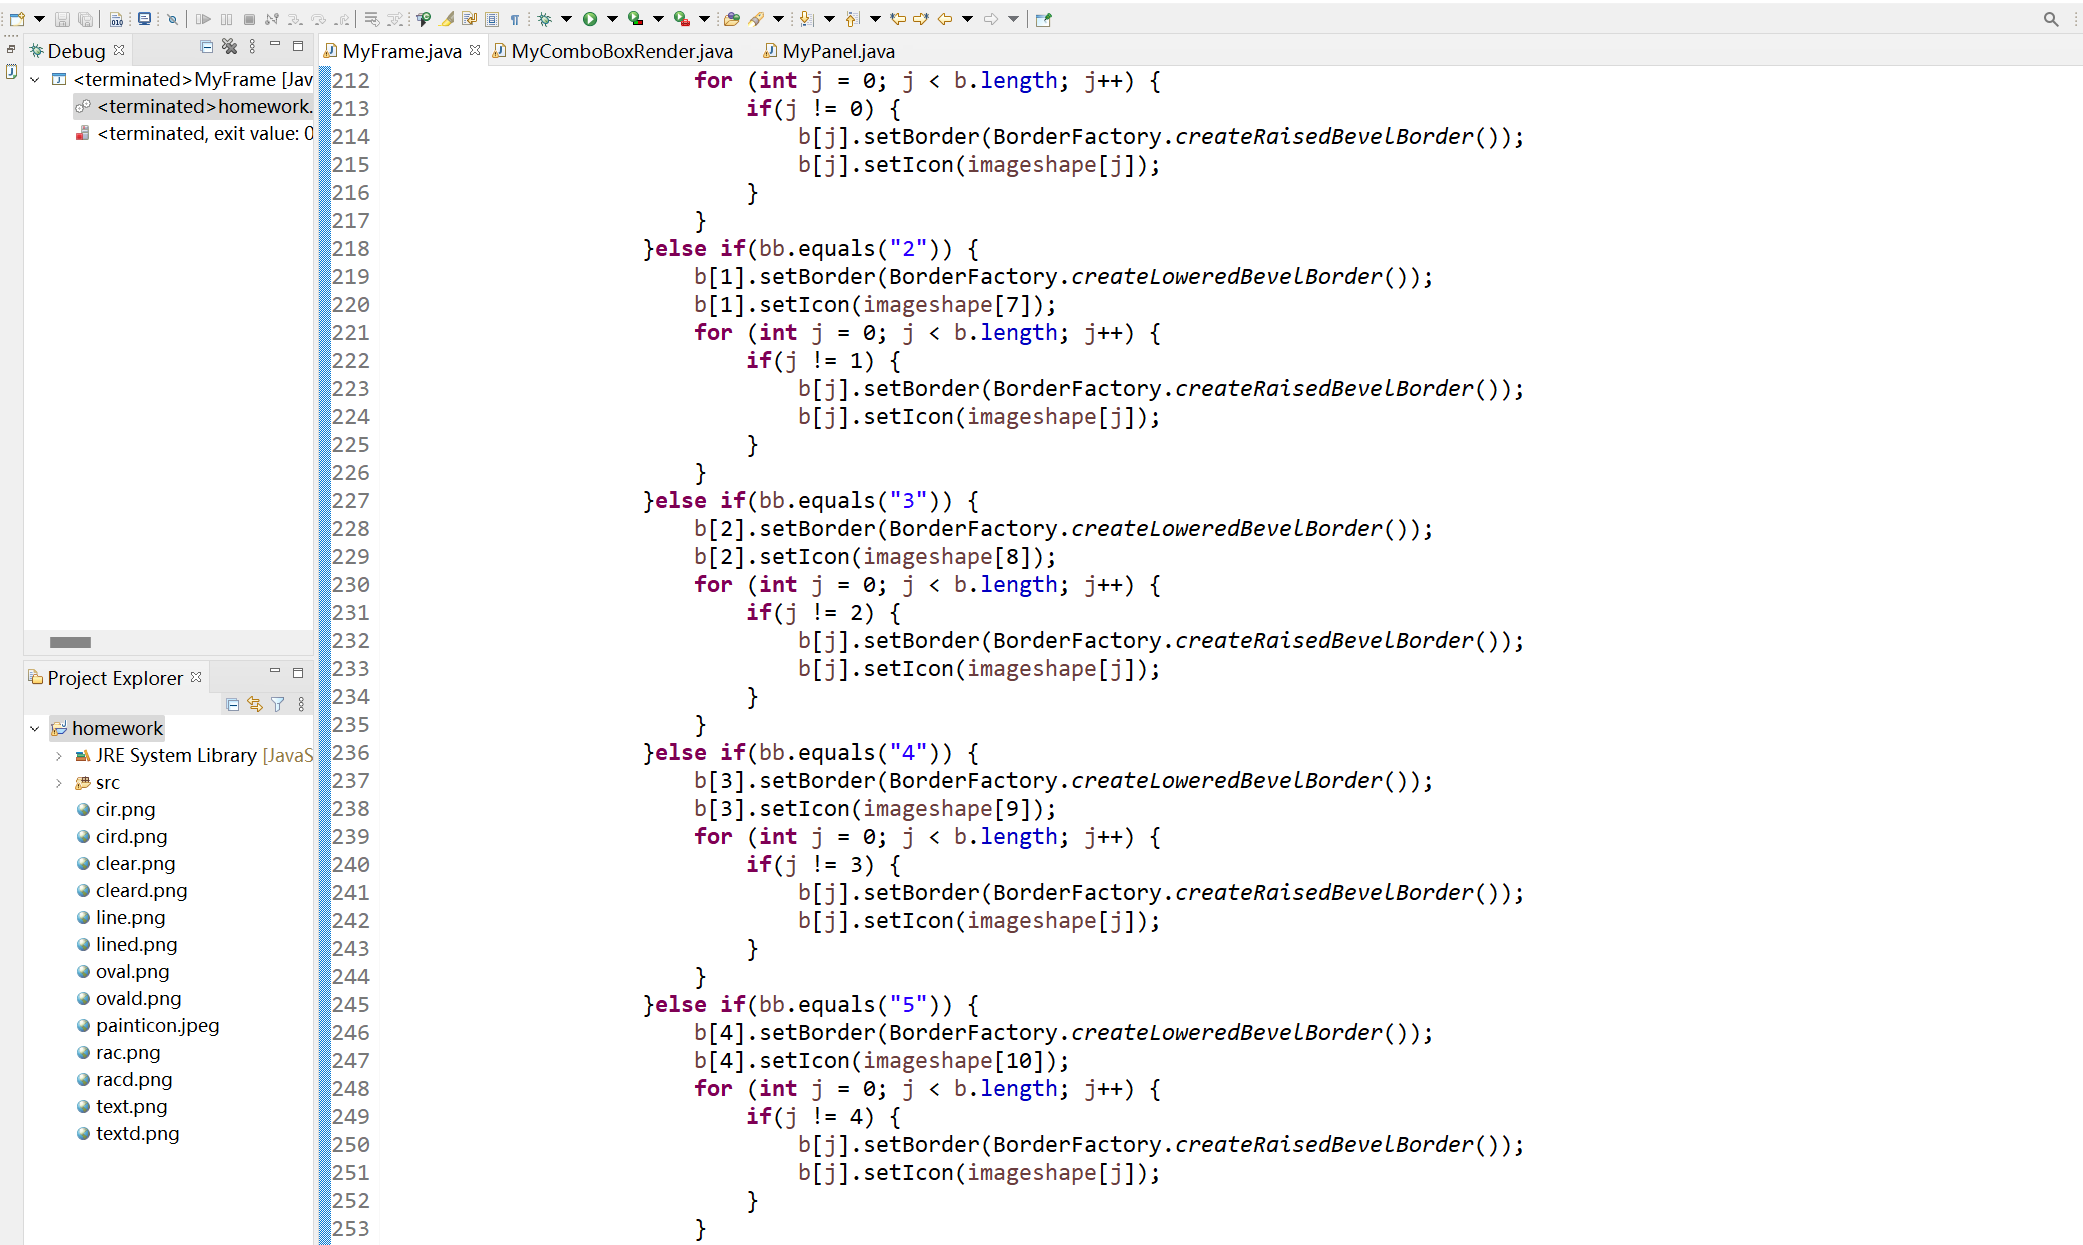 Debug
<terminated>MyFrame [Jav
<terminated>homework.
<terminated, exit value: 0
Project Explorer
homework
JRE System Library [JavaS
src
cir.png
cird.png
clear.png
cleard.png
line.png
lined.png
oval.png
ovald.png
painticon.jpeg
rac.png
racd.png
text.png
textd.png
MyFrame.java MyComboBoxRender.java MyPanel.java
212 for (int j = 0; j < b.length; j++) {
213 if(j != 0) {
214 b[j].setBorder(BorderFactory.createRaisedBevelBorder());
215 b[j].setIcon(imageshape[j]);
216 }
217 }
218 }else if(bb.equals("2")) {
219 b[1].setBorder(BorderFactory.createLoweredBevelBorder());
220 b[1].setIcon(imageshape[7]);
221 for (int j = 0; j < b.length; j++) {
222 if(j != 1) {
223 b[j].setBorder(BorderFactory.createRaisedBevelBorder());
224 b[j].setIcon(imageshape[j]);
225 }
226 }
227 }else if(bb.equals("3")) {
228 b[2].setBorder(BorderFactory.createLoweredBevelBorder());
229 b[2].setIcon(imageshape[8]);
230 for (int j = 0; j < b.length; j++) {
231 if(j != 2) {
232 b[j].setBorder(BorderFactory.createRaisedBevelBorder());
233 b[j].setIcon(imageshape[j]);
234 }
235 }
236 }else if(bb.equals("4")) {
237 b[3].setBorder(BorderFactory.createLoweredBevelBorder());
238 b[3].setIcon(imageshape[9]);
239 for (int j = 0; j < b.length; j++) {
240 if(j != 3) {
241 b[j].setBorder(BorderFactory.createRaisedBevelBorder());
242 b[j].setIcon(imageshape[j]);
243 }
244 }
245 }else if(bb.equals("5")) {
246 b[4].setBorder(BorderFactory.createLoweredBevelBorder());
247 b[4].setIcon(imageshape[10]);
248 for (int j = 0; j < b.length; j++) {
249 if(j != 4) {
250 b[j].setBorder(BorderFactory.createRaisedBevelBorder());
251 b[j].setIcon(imageshape[j]);
252 }
253 }